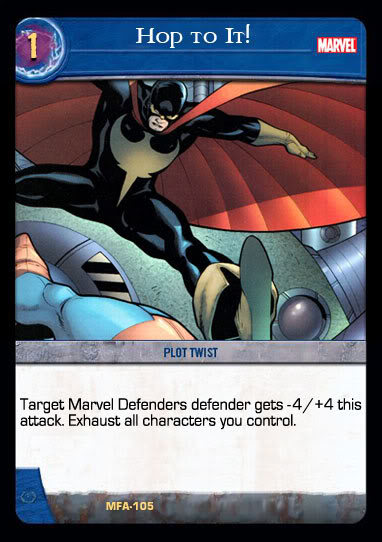 1
Hop to It!
MARVEL
PLOT TWIST
Target Marvel Defenders defender gets -4/+4 this
attack. Exhaust all characters you control.
MFA-105